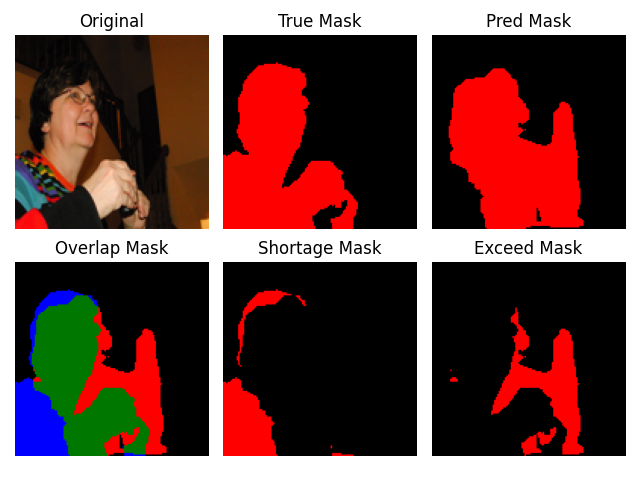 Original
True Mask
Pred Mask
Overlap Mask
Shortage Mask
Exceed Mask